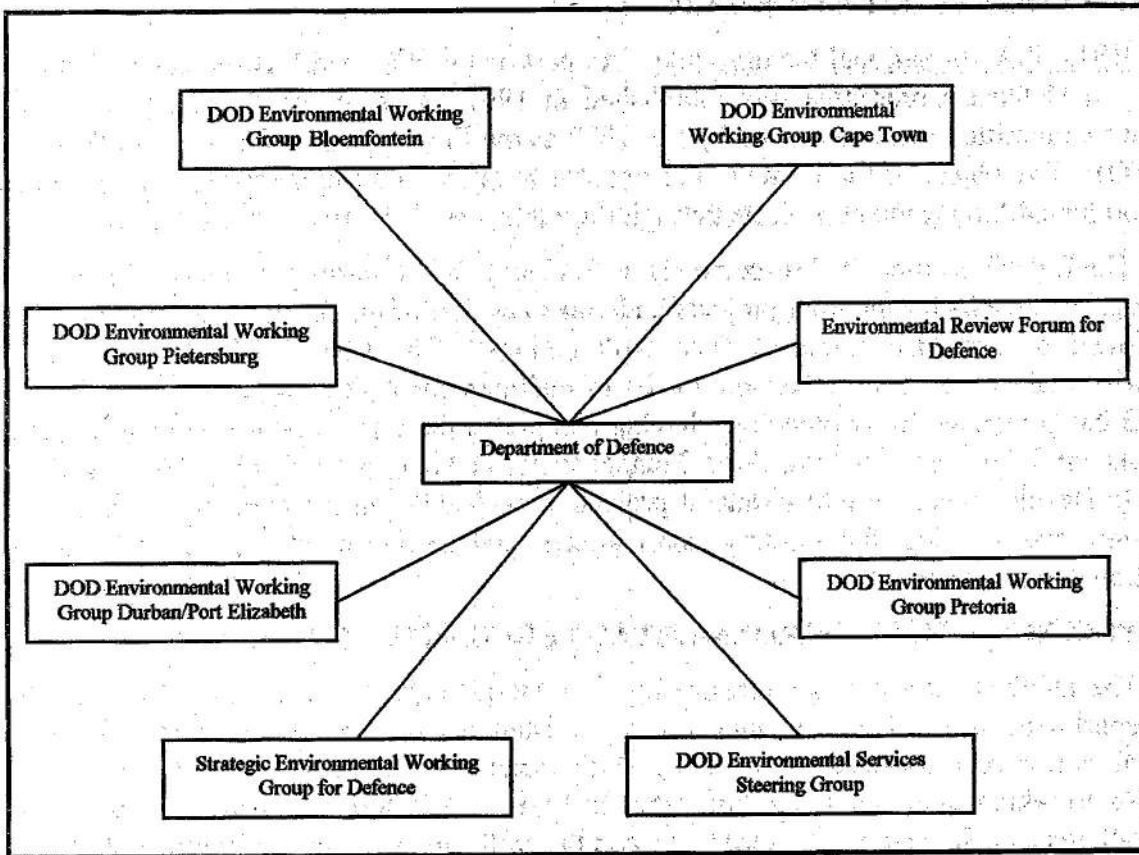 DOD Environmental Working
Group Bloemfontein
DOD Environmental
Working Group Cape Town
DOD Environmental Working
Group Pietersburg
Environmental Review Forum for
Defence
Department of Defence
DOD Environmental Working
Group Durban/Port Elizabeth
DOD Environmental Working
Group Pretoria
Strategic Environmental Working
Group for Defence
DOD Environmental Services
Steering Group